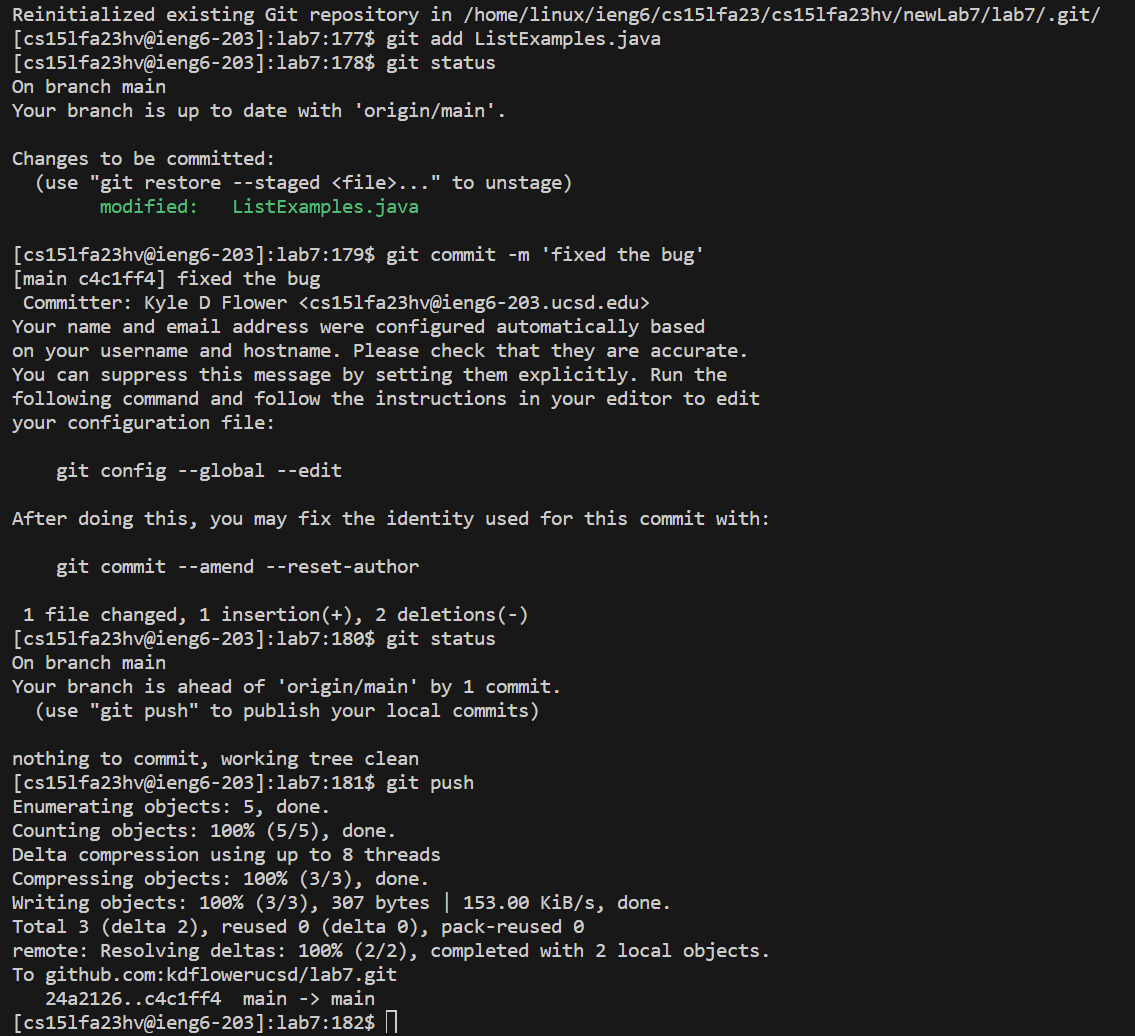 Reinitialized existing Git repository in /home/linux/ieng6/cs15lfa23/cs15lfa23hv/newLab7/lab7/.git/
[cs15lfa23hv@ieng6-203]:lab7:177$ git add ListExamples.java
[cs15lfa23hv@ieng6-203]:lab7:178$ git status
On branch main
Your branch is up to date with 'origin/main'.

Changes to be committed:
  (use "git restore --staged <file>..." to unstage)
        modified:   ListExamples.java

[cs15lfa23hv@ieng6-203]:lab7:179$ git commit -m 'fixed the bug'
[main c4c1ff4] fixed the bug
 Committer: Kyle D Flower <cs15lfa23hv@ieng6-203.ucsd.edu>
Your name and email address were configured automatically based
on your username and hostname. Please check that they are accurate.
You can suppress this message by setting them explicitly. Run the
following command and follow the instructions in your editor to edit
your configuration file:

    git config --global --edit

After doing this, you may fix the identity used for this commit with:

    git commit --amend --reset-author

 1 file changed, 1 insertion(+), 2 deletions(-)
[cs15lfa23hv@ieng6-203]:lab7:180$ git status
On branch main
Your branch is ahead of 'origin/main' by 1 commit.
  (use "git push" to publish your local commits)

nothing to commit, working tree clean
[cs15lfa23hv@ieng6-203]:lab7:181$ git push
Enumerating objects: 5, done.
Counting objects: 100% (5/5), done.
Delta compression using up to 8 threads
Compressing objects: 100% (3/3), done.
Writing objects: 100% (3/3), 307 bytes | 153.00 KiB/s, done.
Total 3 (delta 2), reused 0 (delta 0), pack-reused 0
remote: Resolving deltas: 100% (2/2), completed with 2 local objects.
To github.com:kdflowerucsd/lab7.git
   24a2126..c4c1ff4  main -> main
[cs15lfa23hv@ieng6-203]:lab7:182$